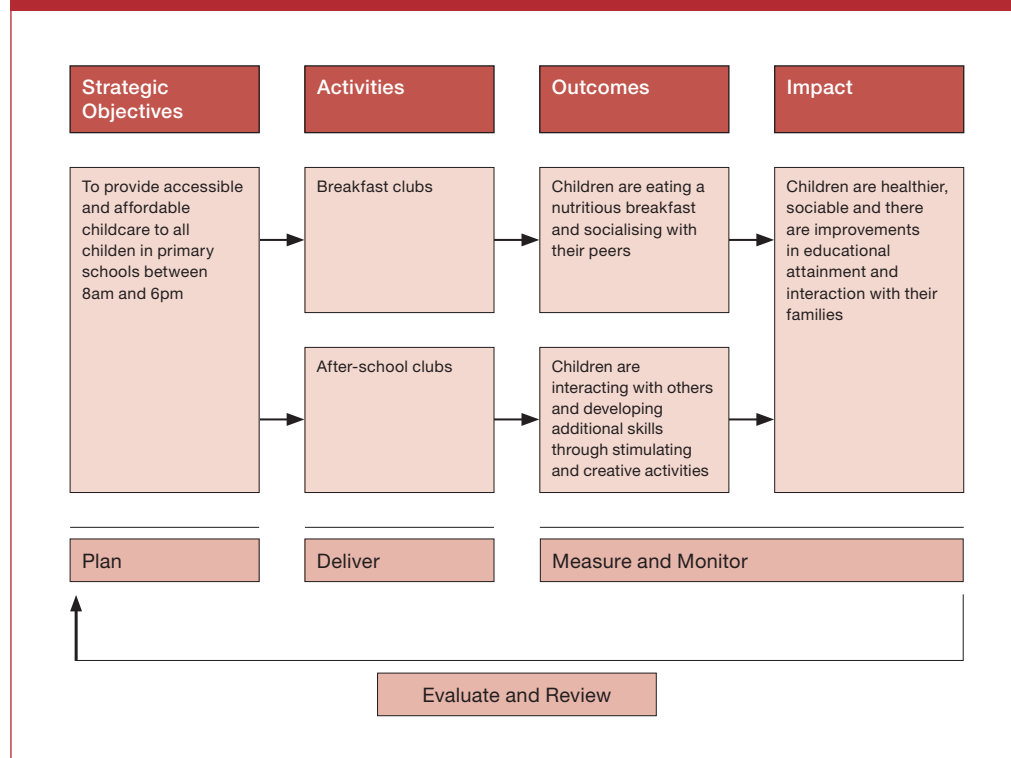 Strategic
Objectives
Activities
Outcomes
Impact
To provide accessible
and affordable
childcare to all
childen in primary
schools between
8am and 6pm
Breakfast clubs
Children are eating a
nutritious breakfast
and socialising with
their peers
Children are healthier,
sociable and there
are improvements
in educational
attainment and
interaction with their
families
After-school clubs
Children are
interacting with others
and developing
additional skills
through stimulating
and creative activities
Plan
Deliver
Measure and Monitor
Evaluate and Review